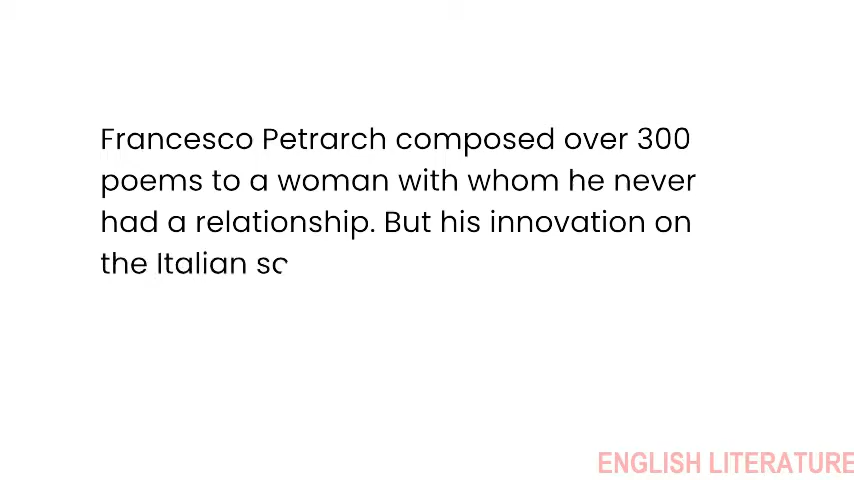 Francesco Petrarch composed over 300
poems to a woman with whom he never
had a relationship. But his innovation on
the Italian
ENGLISH LITERATURE